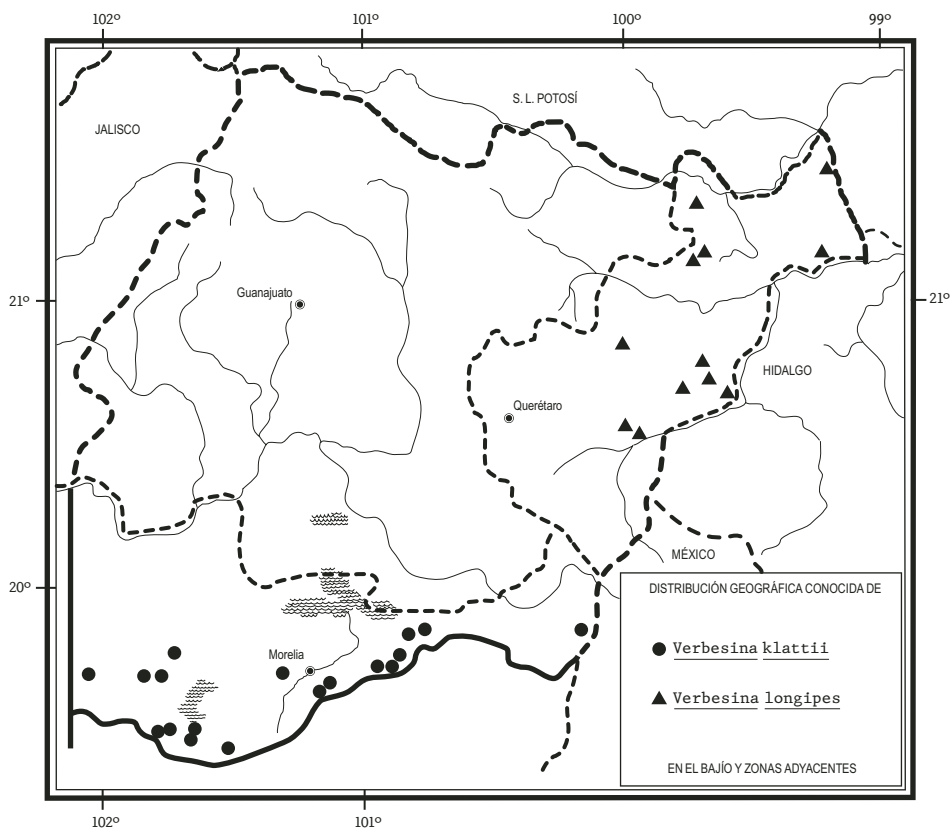 102º 101º 100º 99º
S. L. POTOSÍ
JALISCO
Guanajuato
21º 21º
HIDALGO
Querétaro
MÉXICO
20º
DISTRIBUCIÓN GEOGRÁFICA CONOCIDA DE
Verbesina klattii
Morelia
Verbesina longipes
EN EL BAJÍO Y ZONAS ADYACENTES
102º 101º